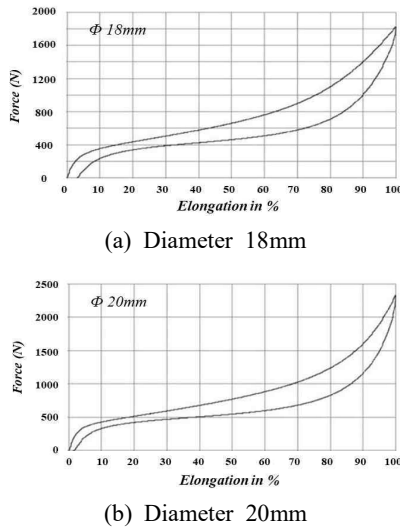 2000
Φ 18mm
1600
1200
800
400
0
Force (N)
0 10 20 30 40 50 60 70 80 90 100
Elongation in %
(a) Diameter 18mm
2500
Φ 20mm
2000
1500
1000
500
0
Force (N)
0 10 20 30 40 50 60 70 80 90 100
Elongation in %
(b) Diameter 20mm